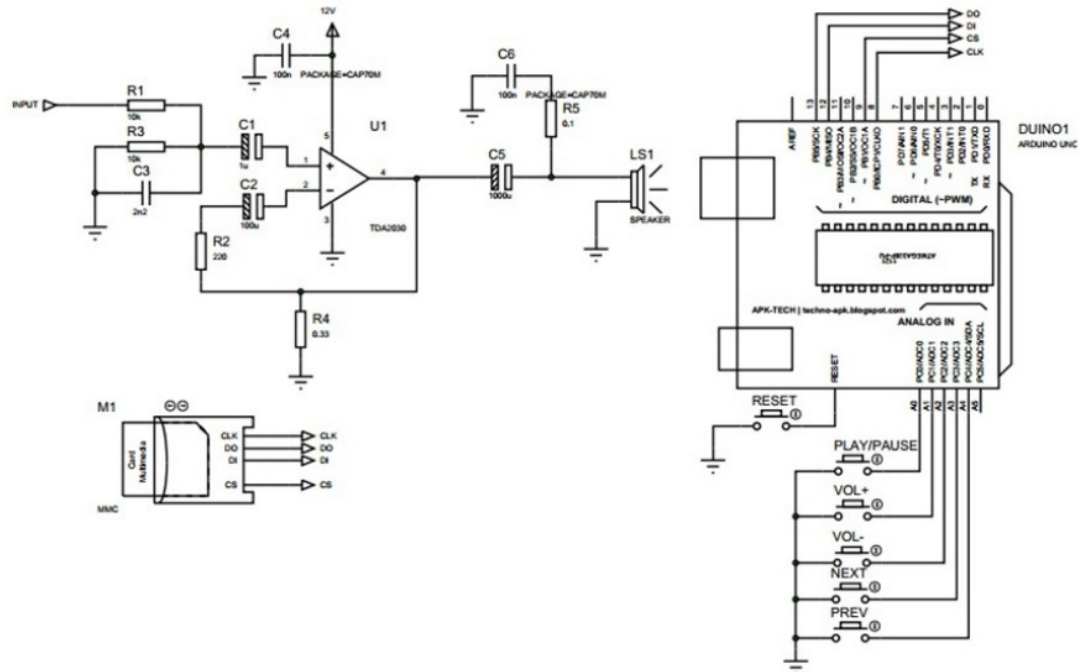 12V
C4
100n
PACKAGE=CAP70M
INPUT
R1
10k
R3
10k
C3
2n2
C1
1u
C2
100u
R2
220
U1
5
1
2
4
3
TDA2030
R4
0.33
C5
1000u
C6
100n
PACKAGE=CAP70M
R5
0.1
LS1
SPEAKER
M1
Card
Multimedia
MMC
CLK
DO
DI
CS
CLK
DO
DI
CS
DO
DI
CS
CLK
13
12
11
10
9
8
7
6
5
4
3
2
1
0
AREF
PB5/SCK
PB4/MISO
~ PB3/MOSI/OC2A
~ PB2/SS/OC1B
~ PB1/OC1A
PB0/ICP1/CLKO
PD7/AIN1
~ PD6/AIN0
~ PD5/T1
PD4/T0/XCK
~ PD3/INT1
PD2/INT0
TX PD1/TXD
RX PD0/RXD
DUINO1
ARDUINO UNO
DIGITAL (~PWM)
APK-TECH | techno-apk.blogspot.com
ANALOG IN
RESET
PC0/ADC0
PC1/ADC1
PC2/ADC2
PC3/ADC3
PC4/ADC4/SDA
PC5/ADC5/SCL
A0
A1
A2
A3
A4
A5
RESET
PLAY/PAUSE
VOL+
VOL-
NEXT
PREV